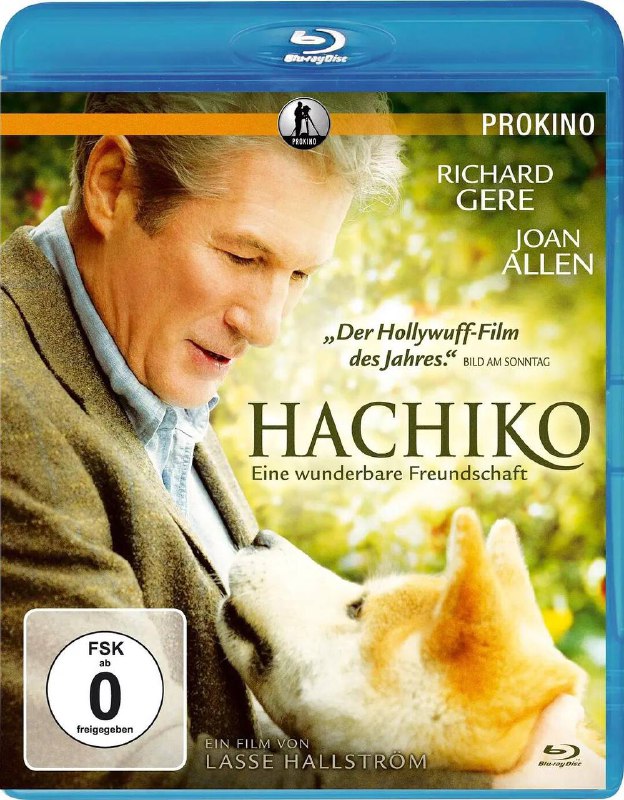 Blu-ray Disc
PROKINO
PROKINO
RICHARD
GERE
JOAN
ALLEN
„Der Hollywuff-Film
des Jahres.“ BILD AM SONNTAG
HACHIKO
Eine wunderbare Freundschaft
FSK
ab
0
freigegeben
EIN FILM VON
LASSE HALLSTRÖM
Blu-ray Disc